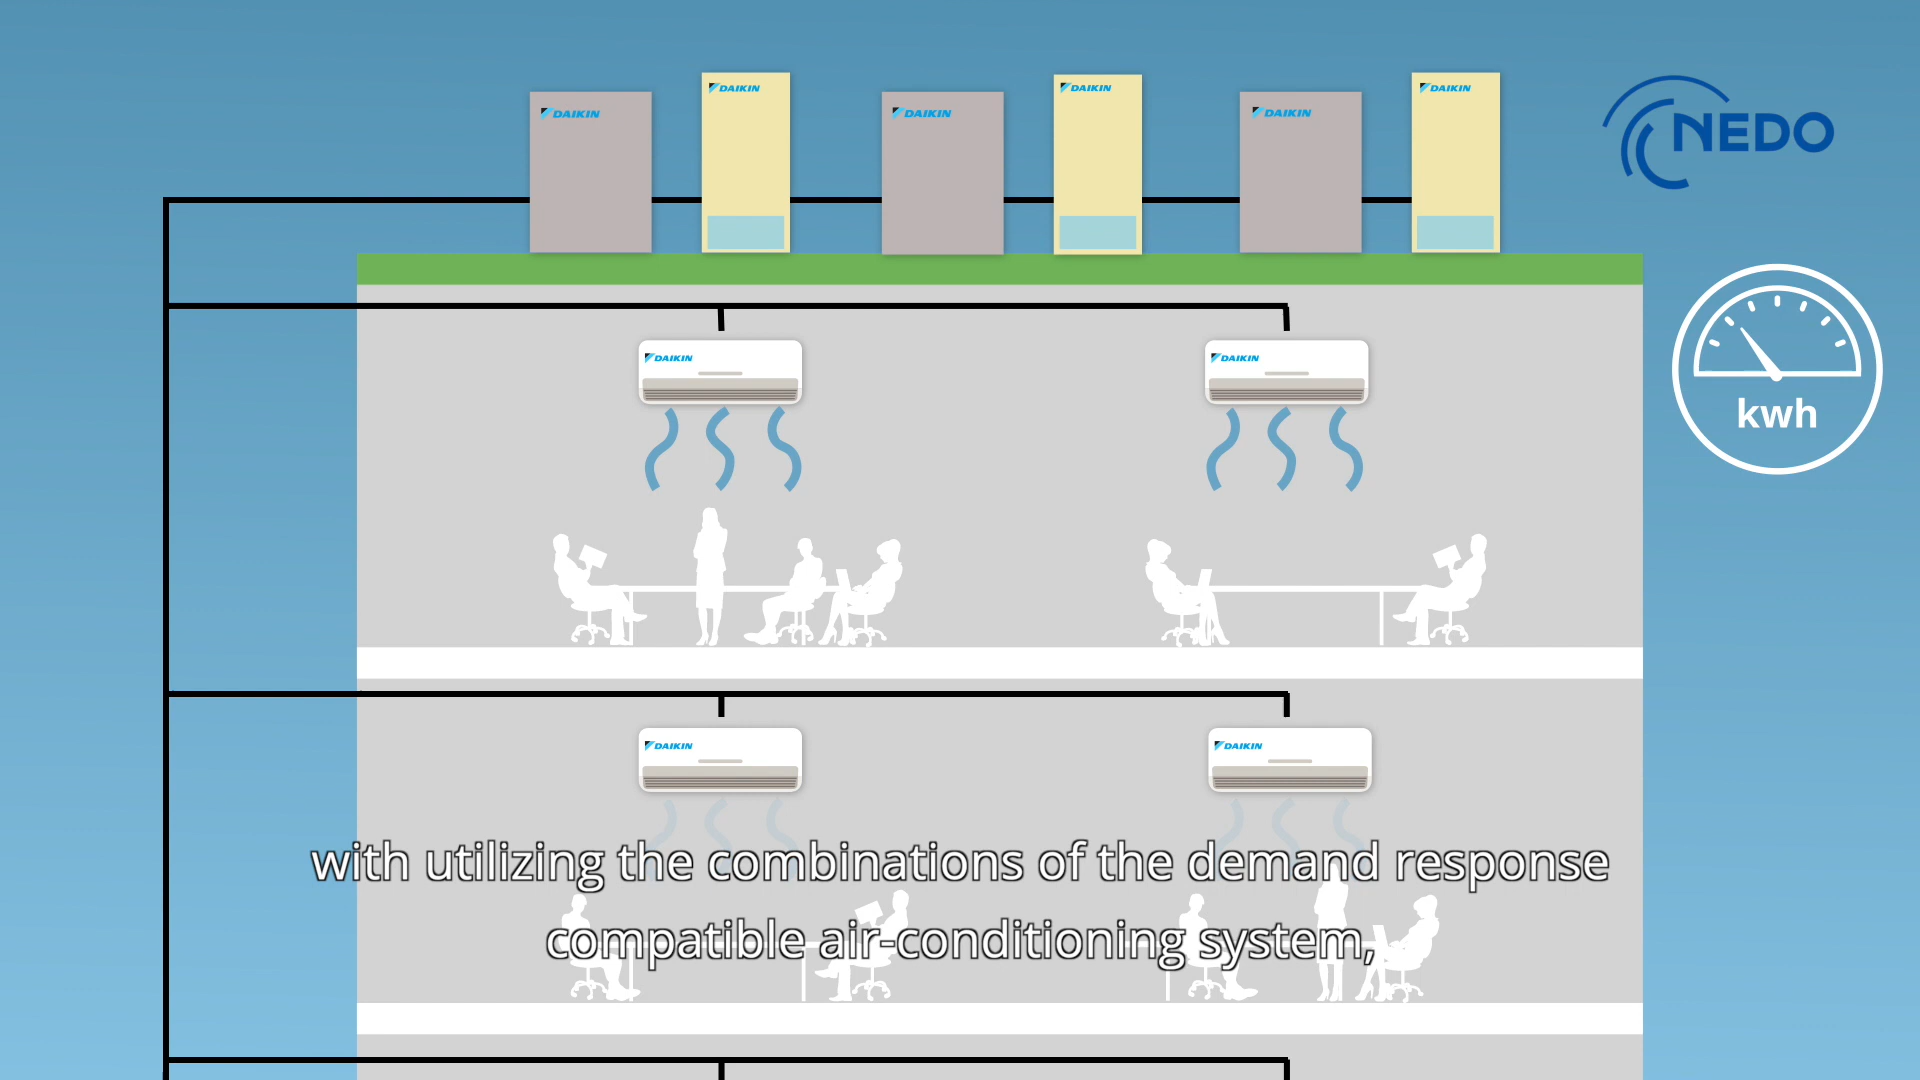 DAIKIN
DAIKIN
DAIKIN
DAIKIN
DAIKIN
DAIKIN
NEDO
DAIKIN
DAIKIN
kwh
DAIKIN
DAIKIN
with utilizing the combinations of the demand response
compatible air-conditioning system,